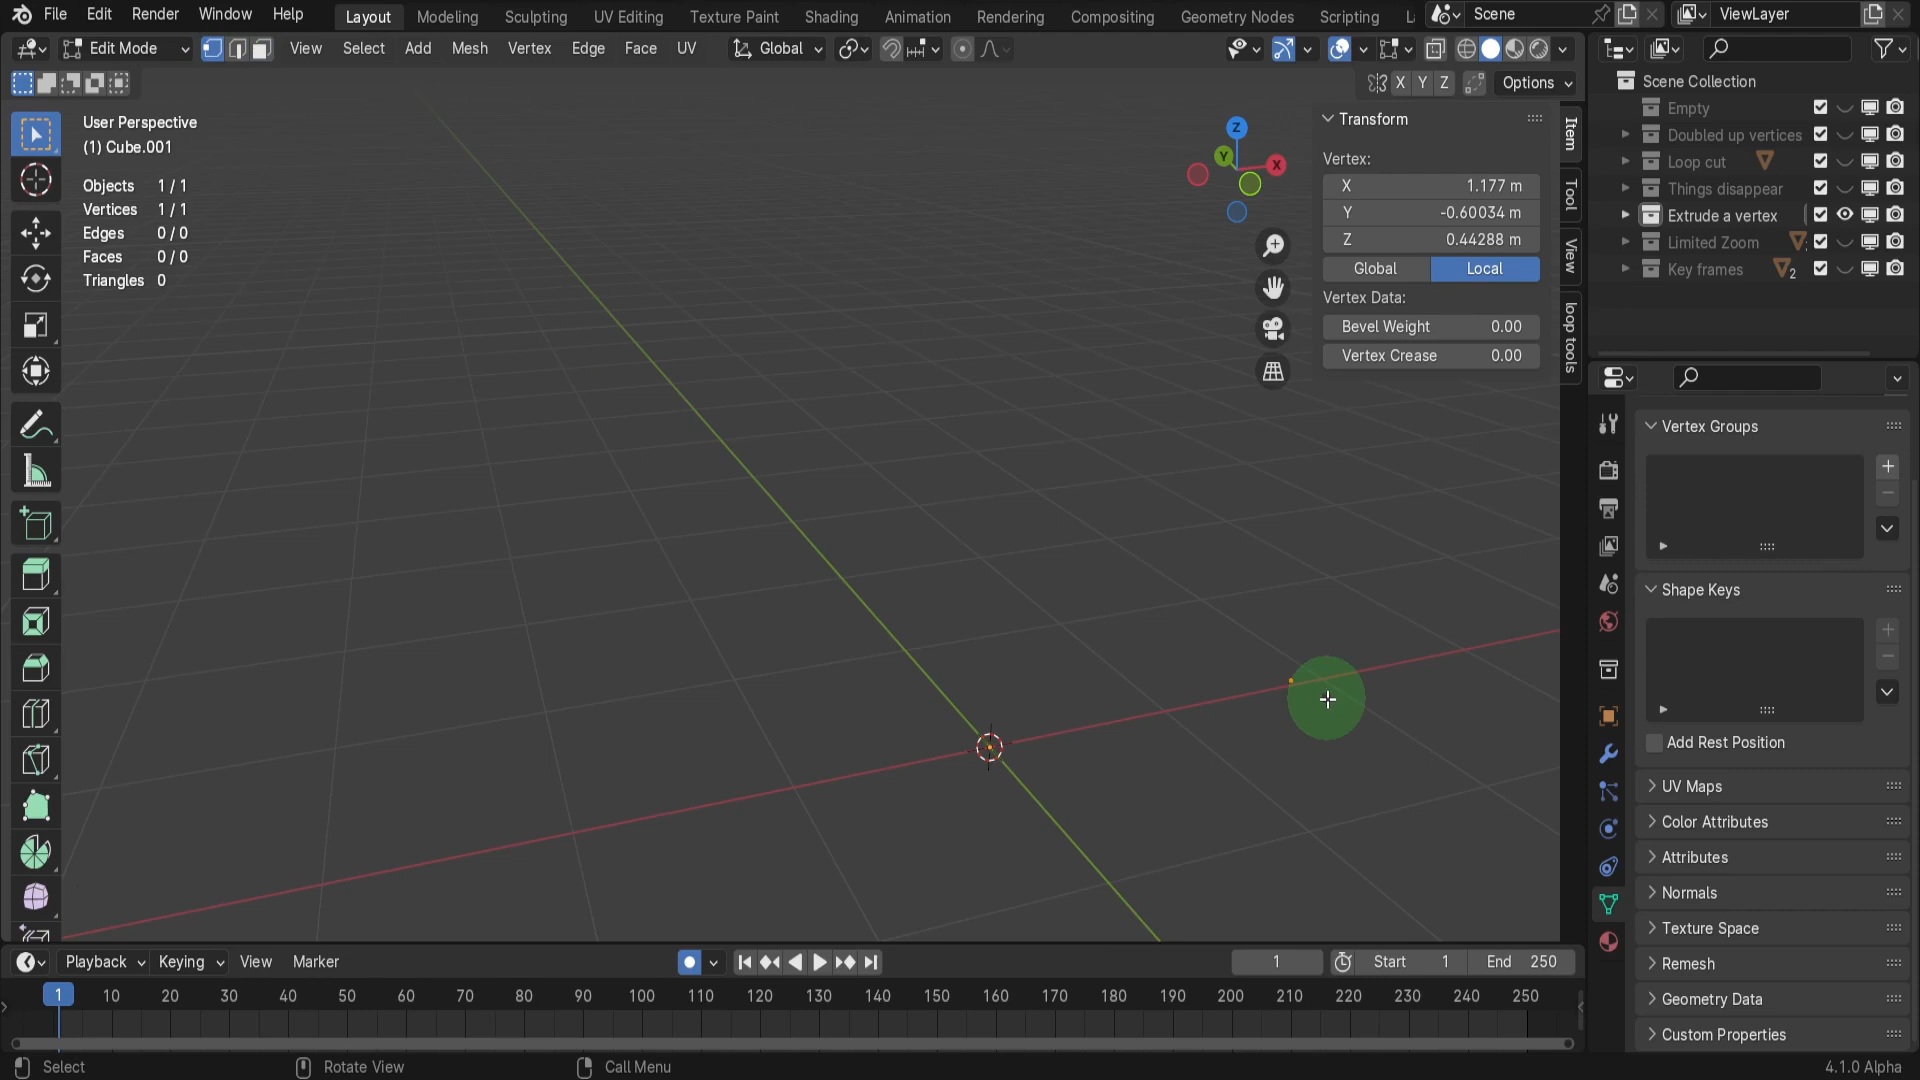 File Edit Render Window Help Layout Modeling Sculpting UV Editing Texture Paint Shading Animation Rendering Compositing Geometry Nodes Scripting L Scene ViewLayer
Edit Mode View Select Add Mesh Vertex Edge Face UV Global
X Y Z Options
User Perspective
(1) Cube.001
Objects 1 / 1
Vertices 1 / 1
Edges 0 / 0
Faces 0 / 0
Triangles 0
Z
Y
X
Transform
Vertex:
X 1.177 m
Y -0.60034 m
Z 0.44288 m
Global Local
Vertex Data:
Bevel Weight 0.00
Vertex Crease 0.00
Item
Tool
View
loop tools
Scene Collection
Empty
Doubled up vertices
Loop cut
Things disappear
Extrude a vertex
Limited Zoom
Key frames 2
Vertex Groups
Shape Keys
Add Rest Position
UV Maps
Color Attributes
Attributes
Normals
Texture Space
Remesh
Geometry Data
Custom Properties
Playback Keying View Marker 1 Start 1 End 250
1 10 20 30 40 50 60 70 80 90 100 110 120 130 140 150 160 170 180 190 200 210 220 230 240 250
Select Rotate View Call Menu 4.1.0 Alpha